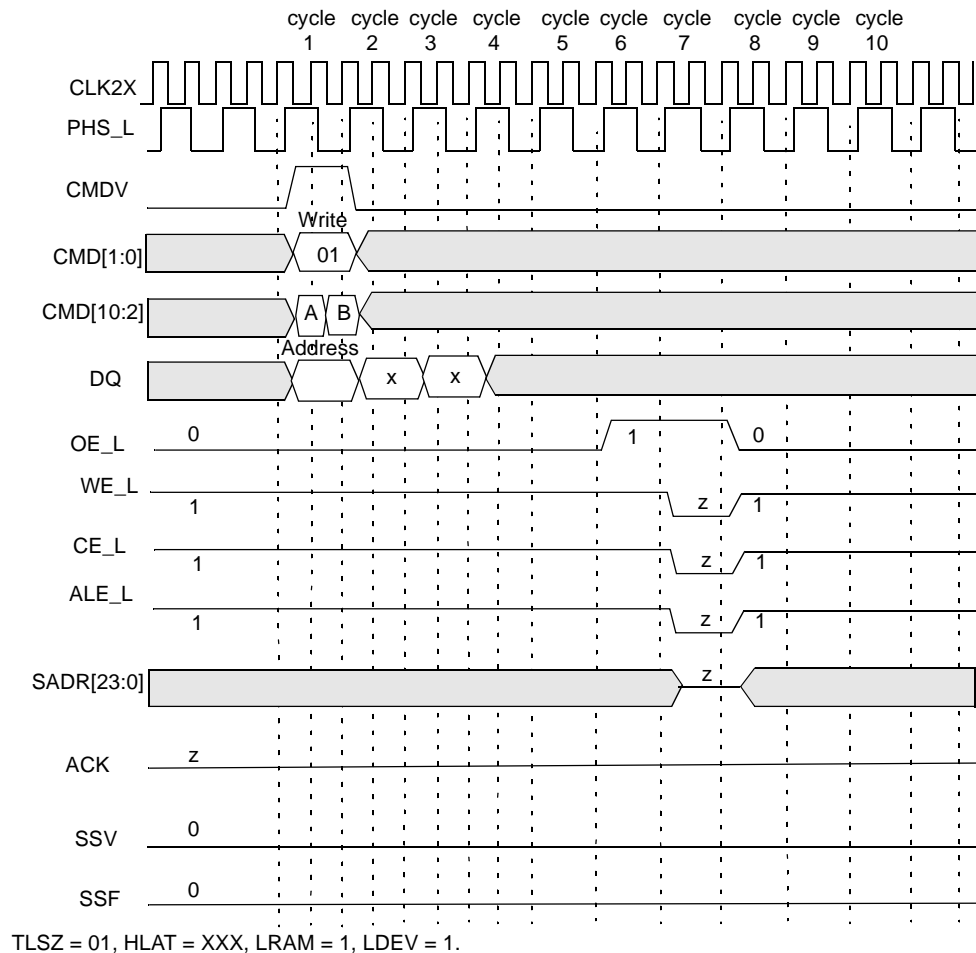 cycle cycle cycle cycle cycle cycle cycle cycle cycle cycle
1 2 3 4 5 6 7 8 9 10
CLK2X
PHS_L
CMDV
Write
CMD[1:0] 01
CMD[10:2] A B
Address
DQ x x
OE_L 0 1 0
WE_L 1 z 1
CE_L 1 z 1
ALE_L 1 z 1
SADR[23:0] z
ACK z
SSV 0
SSF 0
TLSZ = 01, HLAT = XXX, LRAM = 1, LDEV = 1.